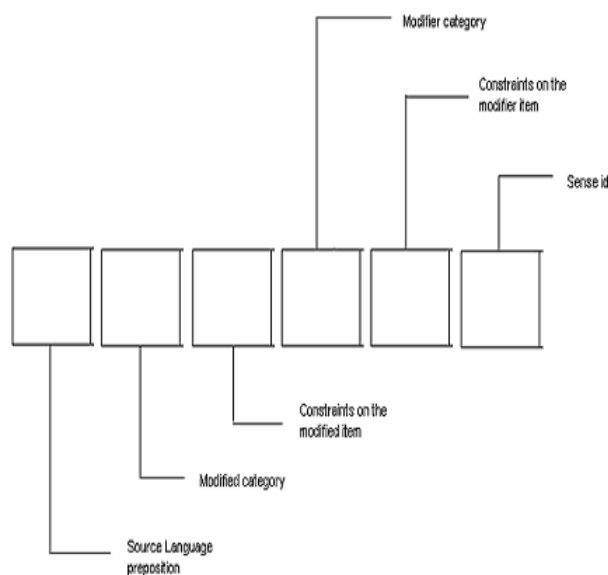 Modifier category
Constraints on the
modifier item
Sense id
Constraints on the
modified item
Modified category
Source Language
preposition